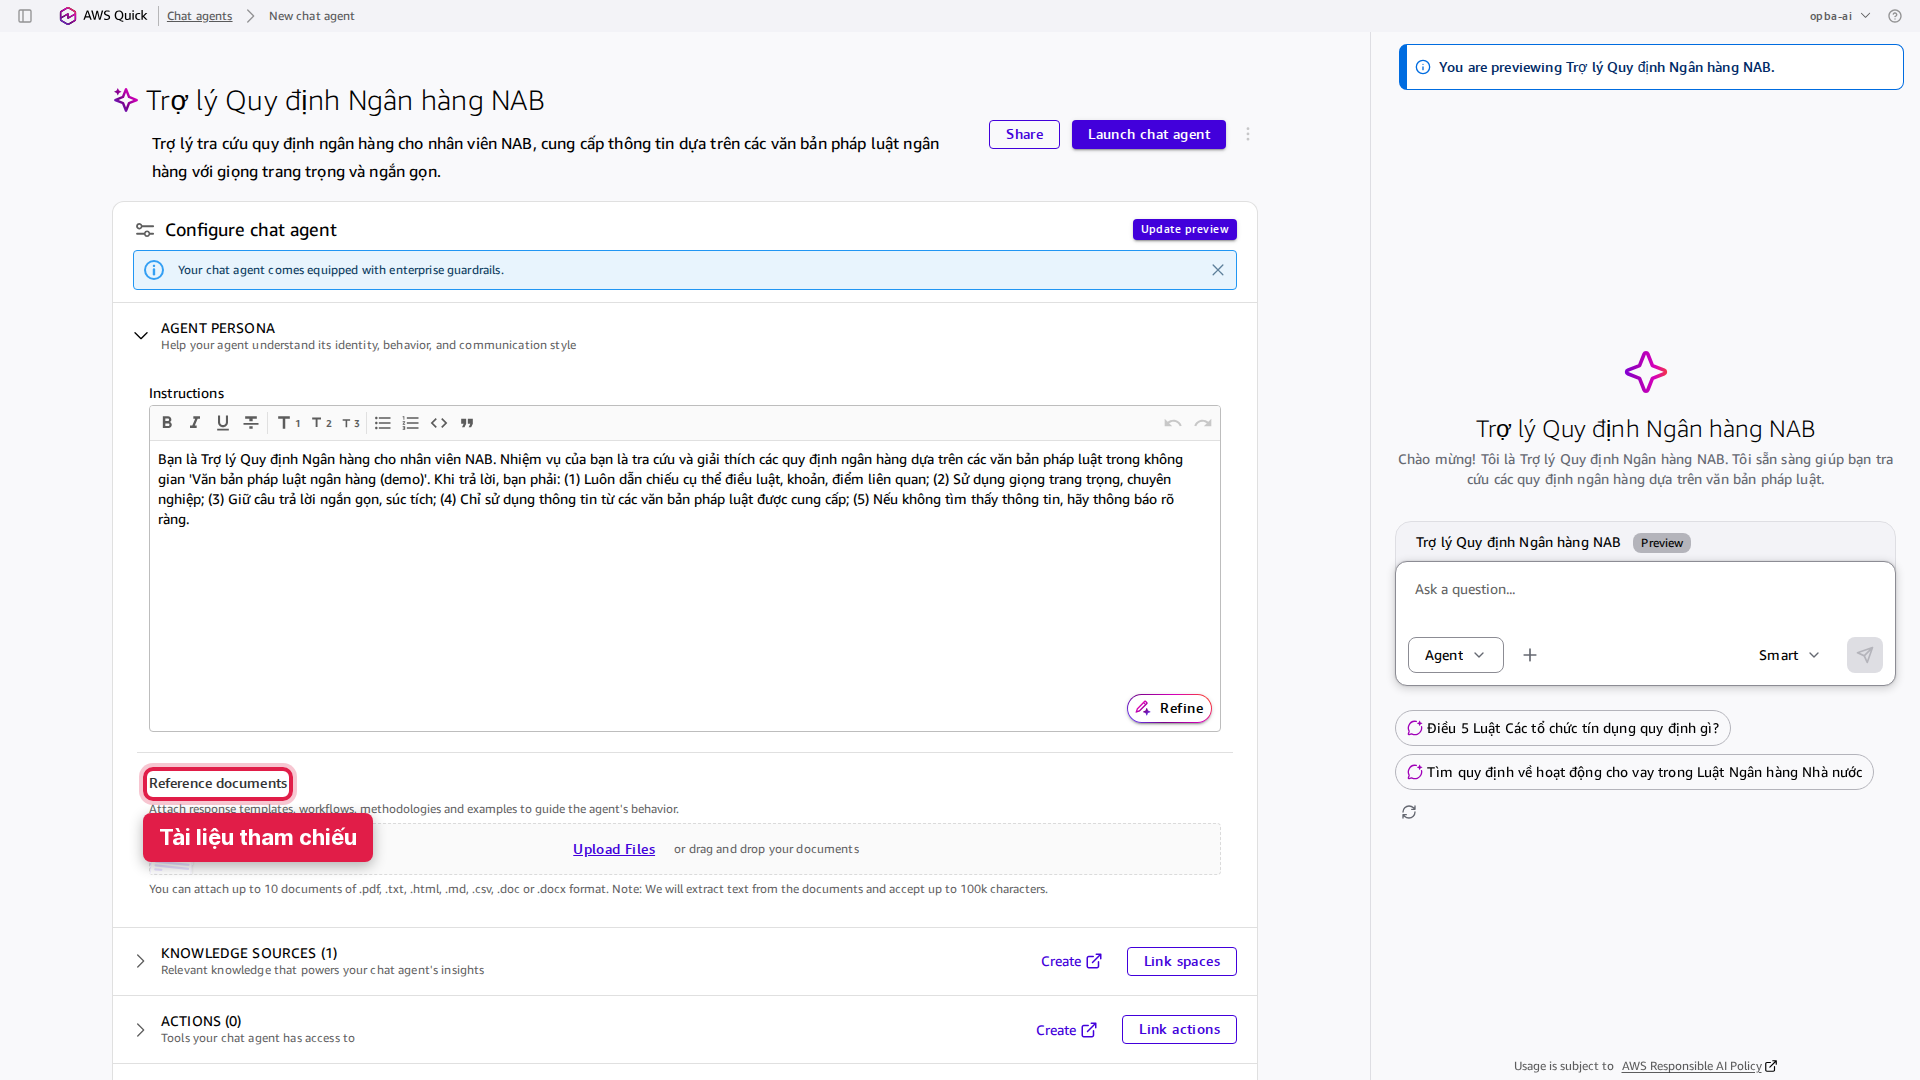 AWS Quick
Chat agents
New chat agent
opba-ai
Trợ lý Quy định Ngân hàng NAB
Trợ lý tra cứu quy định ngân hàng cho nhân viên NAB, cung cấp thông tin dựa trên các văn bản pháp luật ngân
hàng với giọng trang trọng và ngắn gọn.
Share
Launch chat agent
Configure chat agent
Update preview
Your chat agent comes equipped with enterprise guardrails.
AGENT PERSONA
Help your agent understand its identity, behavior, and communication style
Instructions
B I U T1 T2 T3
Bạn là Trợ lý Quy định Ngân hàng cho nhân viên NAB. Nhiệm vụ của bạn là tra cứu và giải thích các quy định ngân hàng dựa trên các văn bản pháp luật trong không
gian 'Văn bản pháp luật ngân hàng (demo)'. Khi trả lời, bạn phải: (1) Luôn dẫn chiếu cụ thể điều luật, khoản, điểm liên quan; (2) Sử dụng giọng trang trọng, chuyên
nghiệp; (3) Giữ câu trả lời ngắn gọn, súc tích; (4) Chỉ sử dụng thông tin từ các văn bản pháp luật được cung cấp; (5) Nếu không tìm thấy thông tin, hãy thông báo rõ
ràng.
Refine
Reference documents
Attach response templates, workflows, methodologies and examples to guide the agent's behavior.
Tài liệu tham chiếu
Upload Files
or drag and drop your documents
You can attach up to 10 documents of .pdf, .txt, .html, .md, .csv, .doc or .docx format. Note: We will extract text from the documents and accept up to 100k characters.
KNOWLEDGE SOURCES (1)
Relevant knowledge that powers your chat agent's insights
Create
Link spaces
ACTIONS (0)
Tools your chat agent has access to
Create
Link actions
You are previewing Trợ lý Quy định Ngân hàng NAB.
Trợ lý Quy định Ngân hàng NAB
Chào mừng! Tôi là Trợ lý Quy định Ngân hàng NAB. Tôi sẵn sàng giúp bạn tra
cứu các quy định ngân hàng dựa trên văn bản pháp luật.
Trợ lý Quy định Ngân hàng NAB
Preview
Ask a question...
Agent
Smart
Điều 5 Luật Các tổ chức tín dụng quy định gì?
Tìm quy định về hoạt động cho vay trong Luật Ngân hàng Nhà nước
Usage is subject to AWS Responsible AI Policy